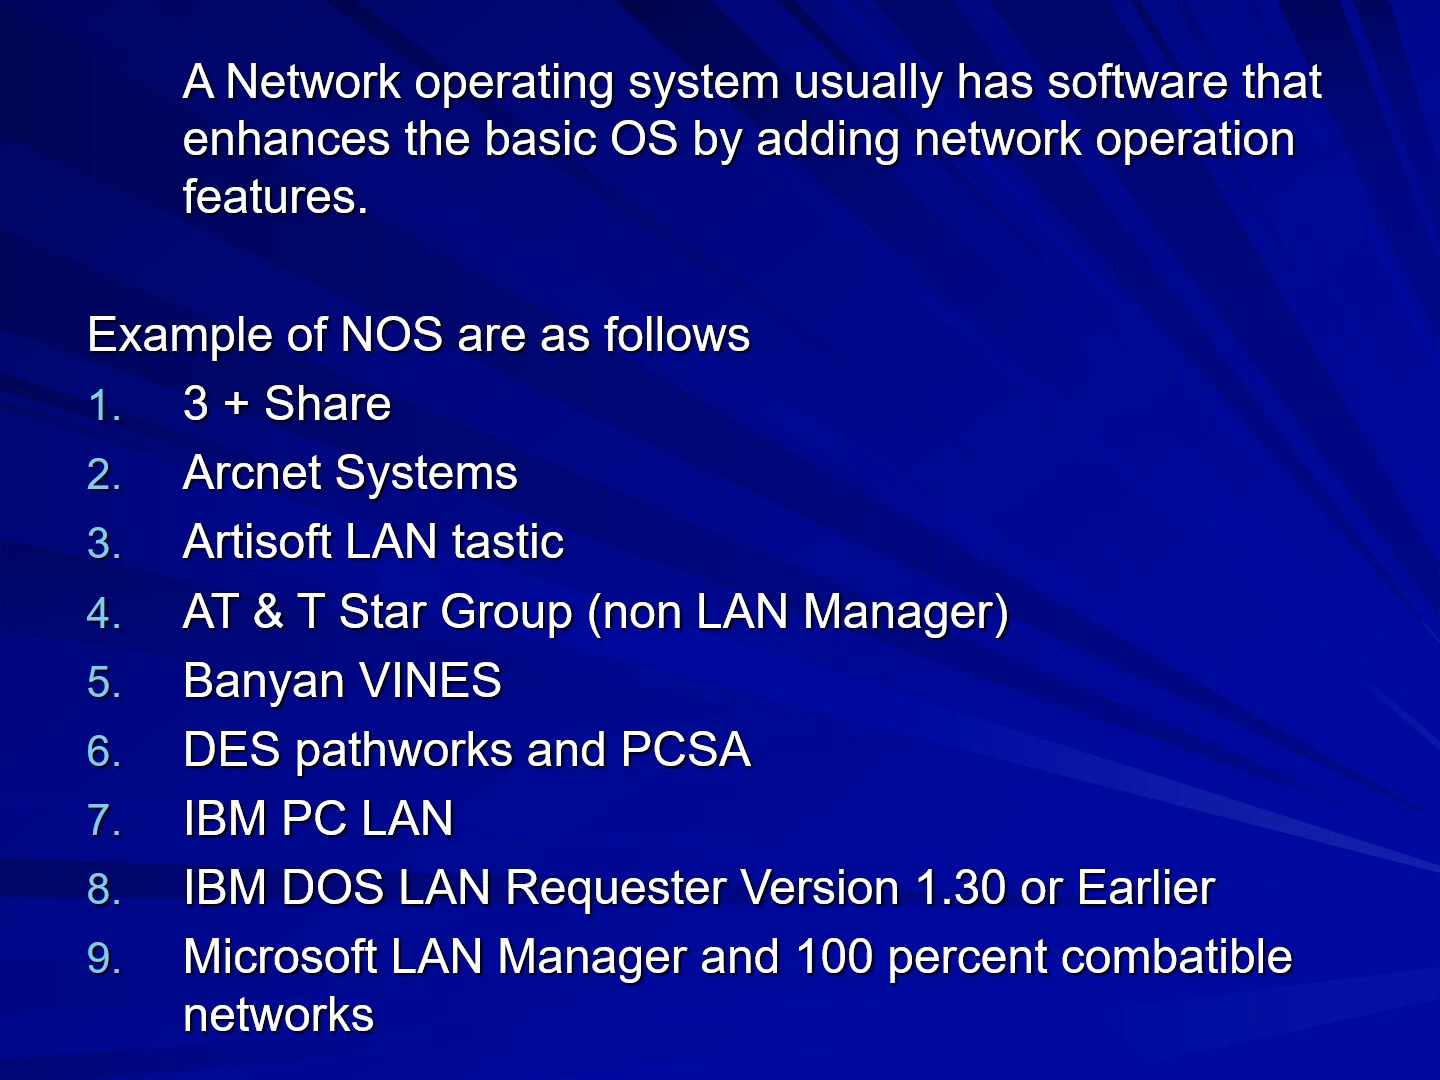 A Network operating system usually has software that
enhances the basic OS by adding network operation
features.
Example of NOS are as follows
1. 3 + Share
2. Arcnet Systems
3. Artisoft LAN tastic
4. AT & T Star Group (non LAN Manager)
5. Banyan VINES
6. DES pathworks and PCSA
7. IBM PC LAN
8. IBM DOS LAN Requester Version 1.30 or Earlier
9. Microsoft LAN Manager and 100 percent combatible
networks